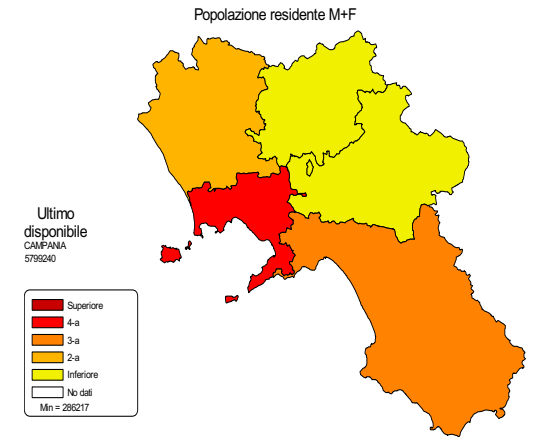 Popolazione residente M+F
Ultimo
disponibile
CAMPANIA
5799240
Superiore
4-a
3-a
2-a
Inferiore
No dati
Min = 286217